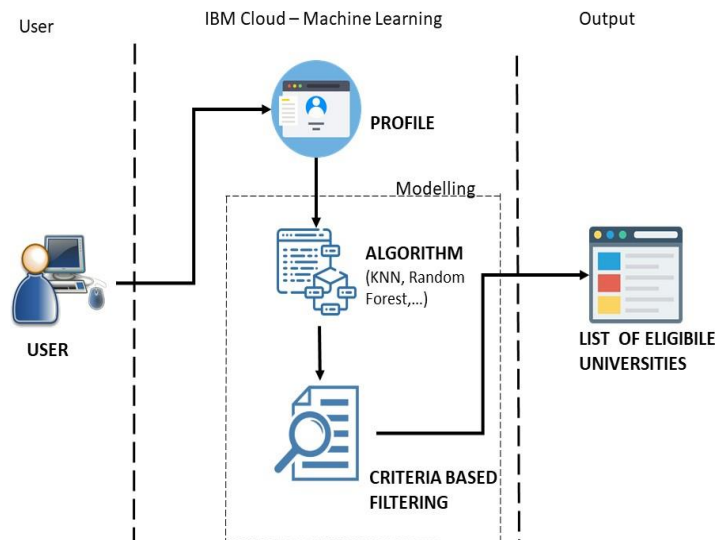 User
IBM Cloud – Machine Learning
Output
PROFILE
Modelling
ALGORITHM
(KNN, Random
Forest,...)
USER
LIST OF ELIGIBILE
UNIVERSITIES
CRITERIA BASED
FILTERING